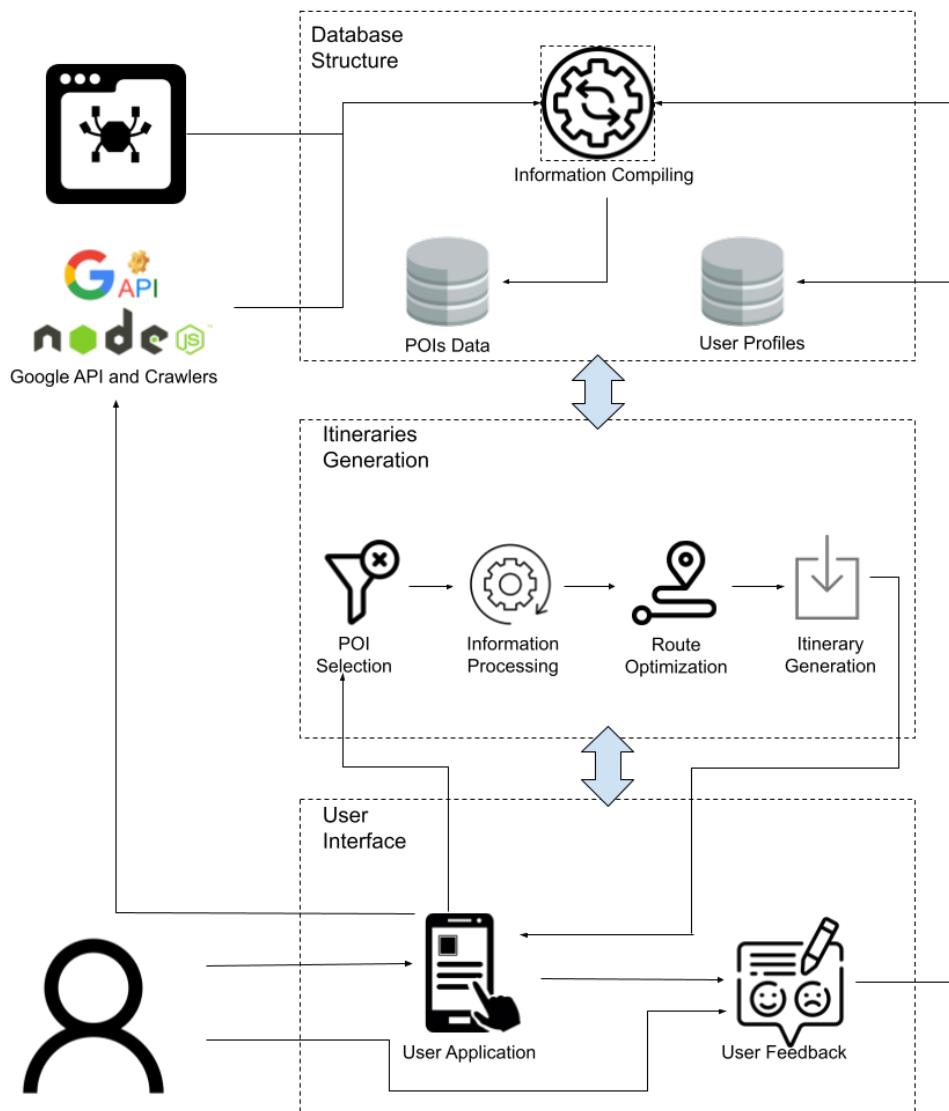 Database
Structure
Information Compiling
G API
node JS ™
POIs Data
User Profiles
Google API and Crawlers
Itineraries
Generation
POI
Selection
Information
Processing
Route
Optimization
Itinerary
Generation
User
Interface
User Application
User Feedback